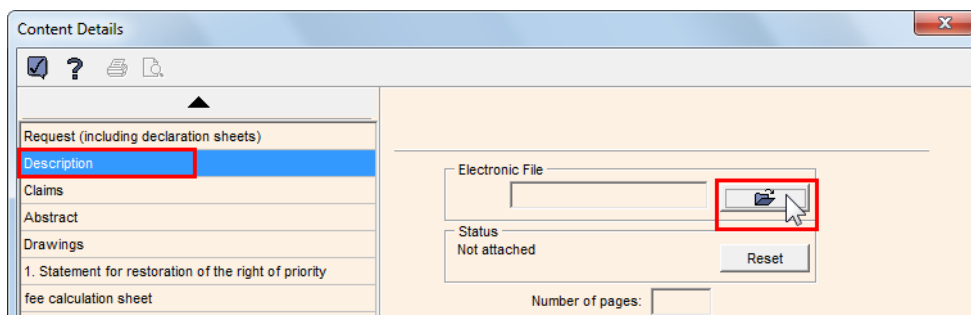 Content Details
?
Request (including declaration sheets)
Description
Claims
Abstract
Drawings
1. Statement for restoration of the right of priority
fee calculation sheet
Electronic File
Status
Not attached
Reset
Number of pages: